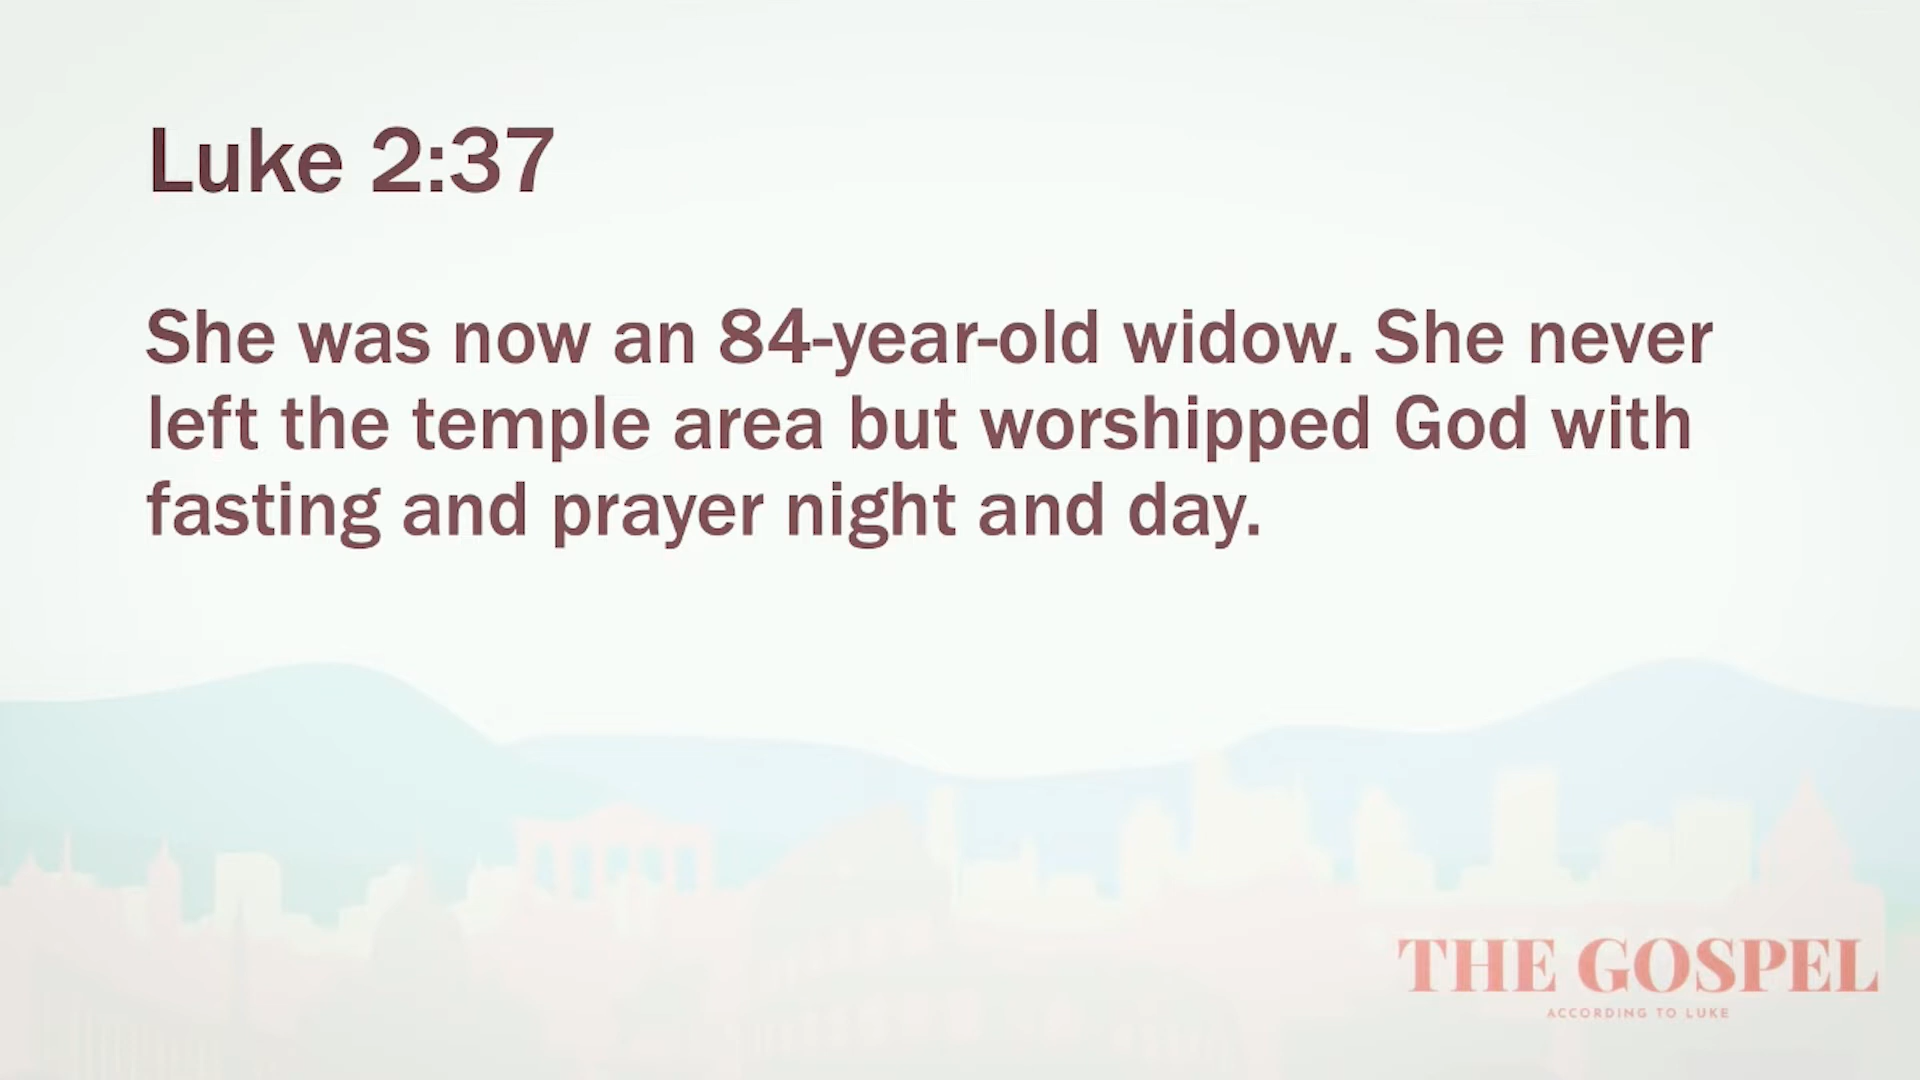 Luke 2:37
She was now an 84-year-old widow. She never
left the temple area but worshipped God with
fasting and prayer night and day.
THE GOSPEL
ACCORDING TO LUKE